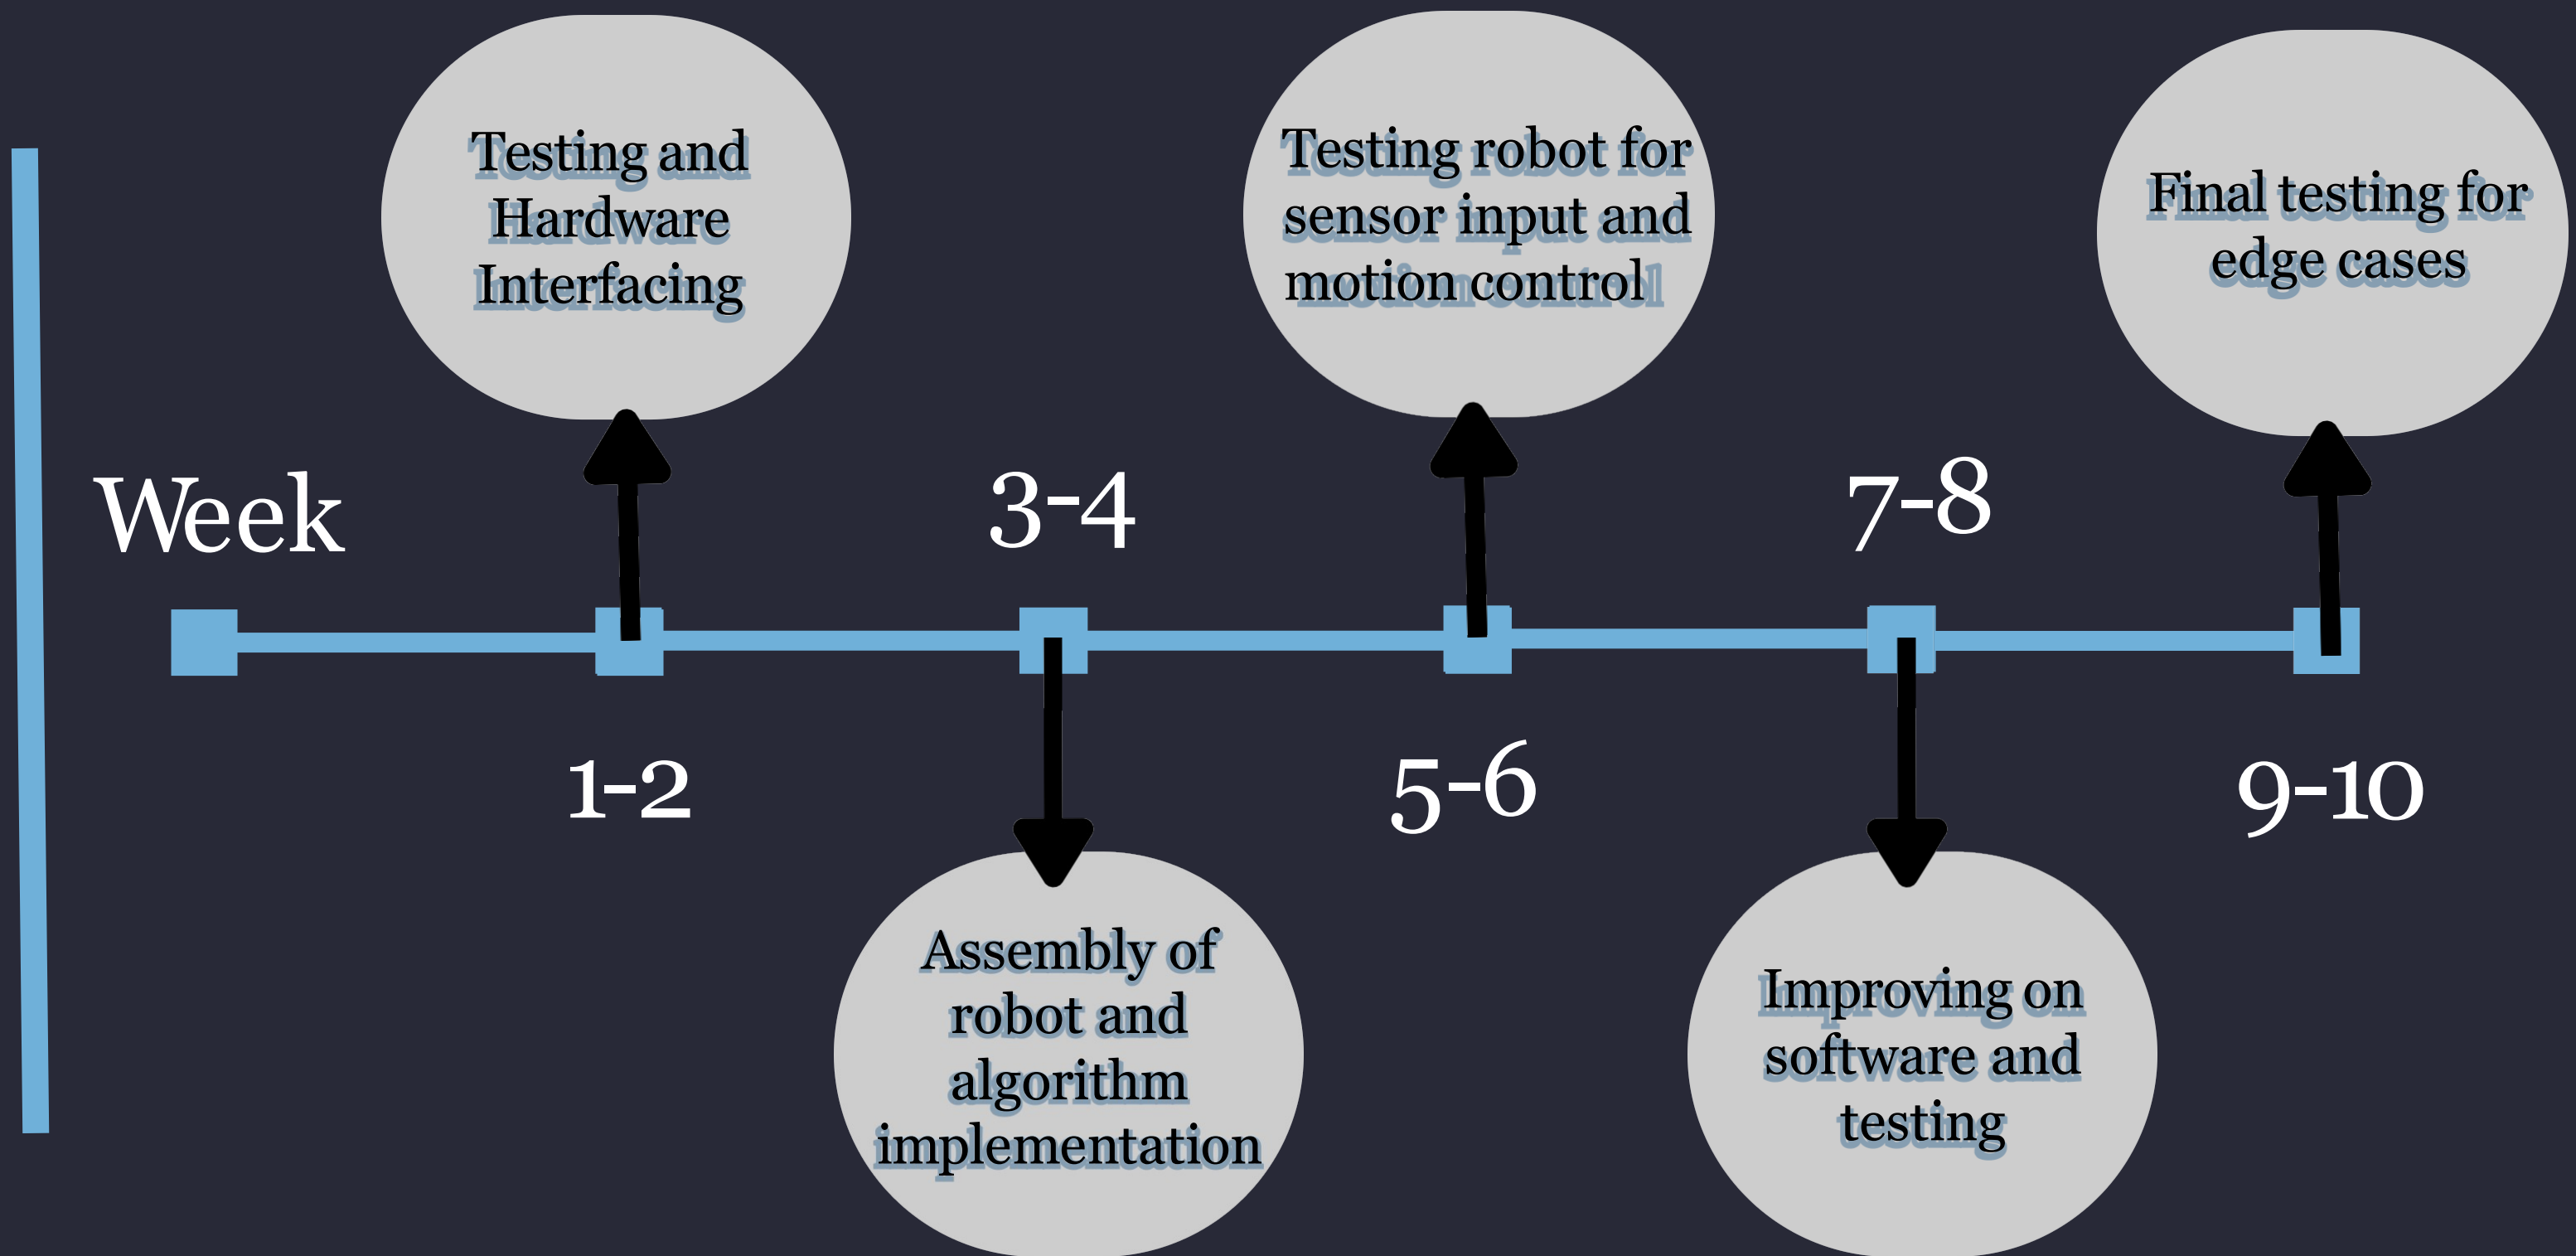 Testing and
Hardware
Interfacing
Testing robot for
sensor input and
motion control
Final testing for
edge cases
Week
3-4
7-8
1-2
5-6
9-10
Assembly of
robot and
algorithm
implementation
Improving on
software and
testing